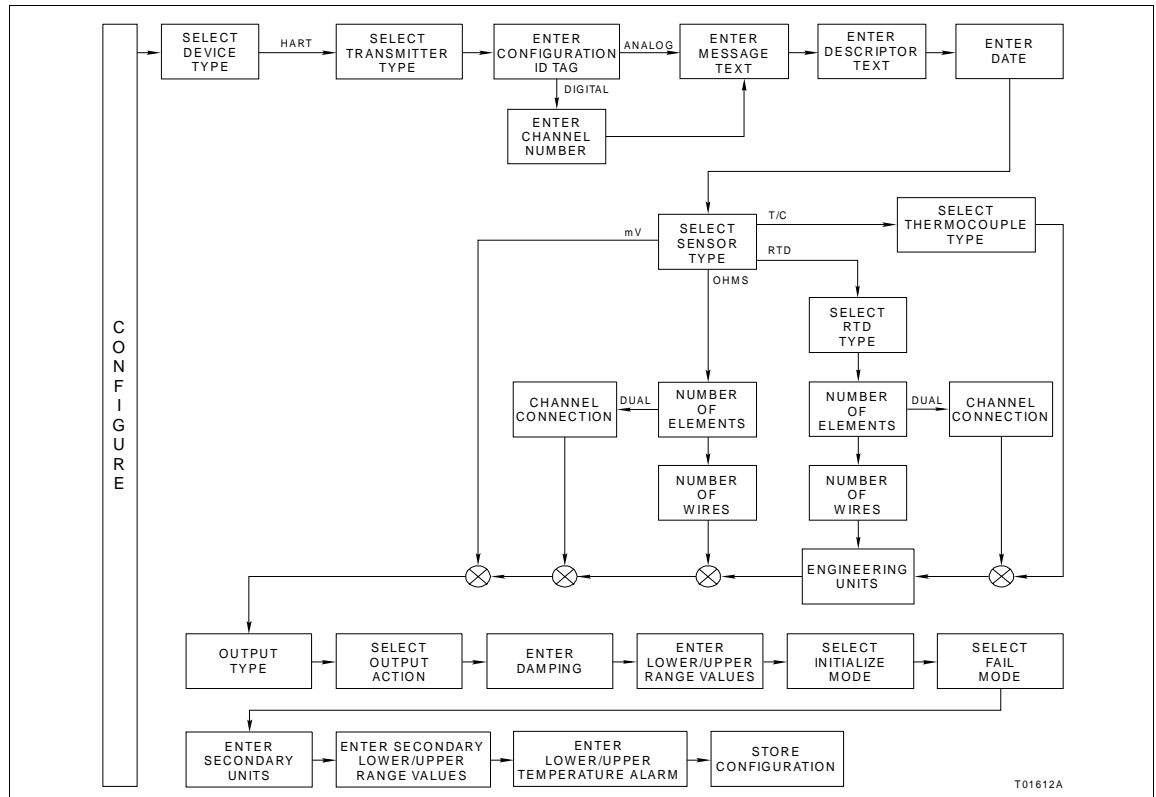 CONFIGURE
SELECT
DEVICE
TYPE
HART
SELECT
TRANSMITTER
TYPE
ENTER
CONFIGURATION
ID TAG
ANALOG
DIGITAL
ENTER
CHANNEL
NUMBER
ENTER
MESSAGE
TEXT
ENTER
DESCRIPTOR
TEXT
ENTER
DATE
SELECT
SENSOR
TYPE
mV
T/C
RTD
OHMS
SELECT
THERMOCOUPLE
TYPE
SELECT
RTD
TYPE
CHANNEL
CONNECTION
DUAL
NUMBER
OF
ELEMENTS
NUMBER
OF
ELEMENTS
DUAL
CHANNEL
CONNECTION
NUMBER
OF
WIRES
NUMBER
OF
WIRES
ENGINEERING
UNITS
OUTPUT
TYPE
SELECT
OUTPUT
ACTION
ENTER
DAMPING
ENTER
LOWER/UPPER
RANGE VALUES
SELECT
INITIALIZE
MODE
SELECT
FAIL
MODE
ENTER
SECONDARY
UNITS
ENTER SECONDARY
LOWER/UPPER
RANGE VALUES
ENTER
LOWER/UPPER
TEMPERATURE ALARM
STORE
CONFIGURATION
T01612A